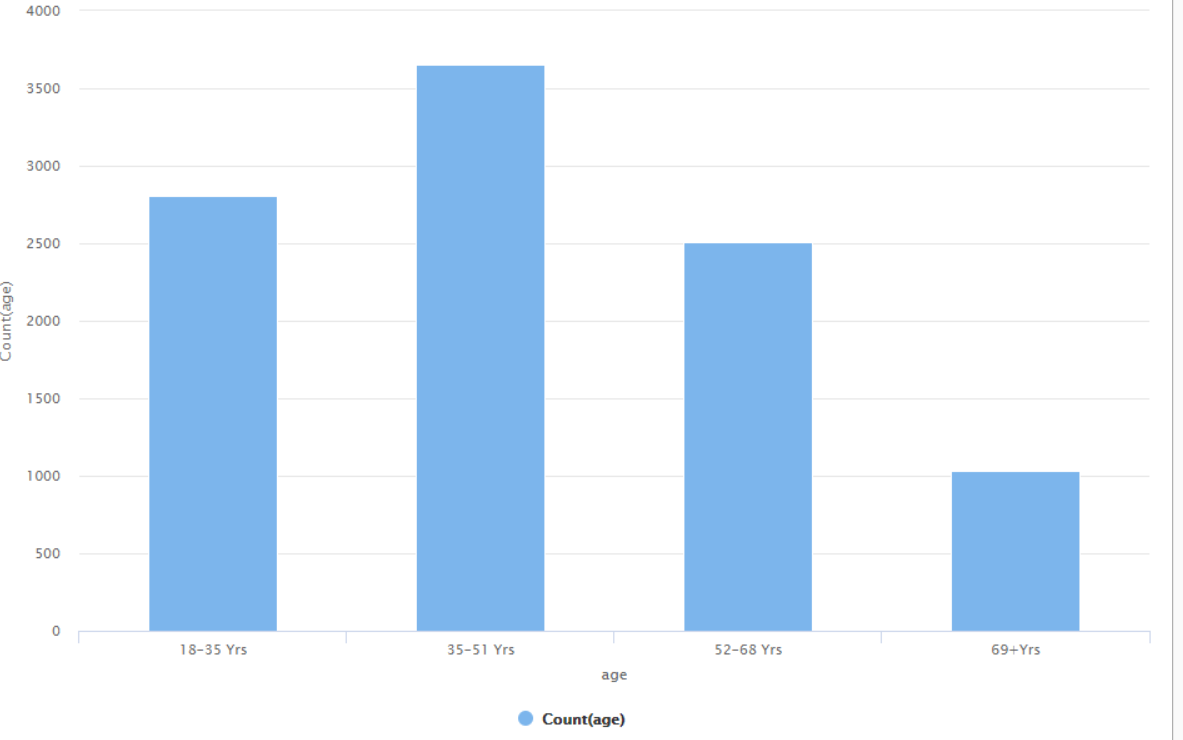 4000
3500
3000
2500
2000
1500
1000
500
0
Count(age)
18-35 Yrs
35-51 Yrs
52-68 Yrs
69+Yrs
age
Count(age)